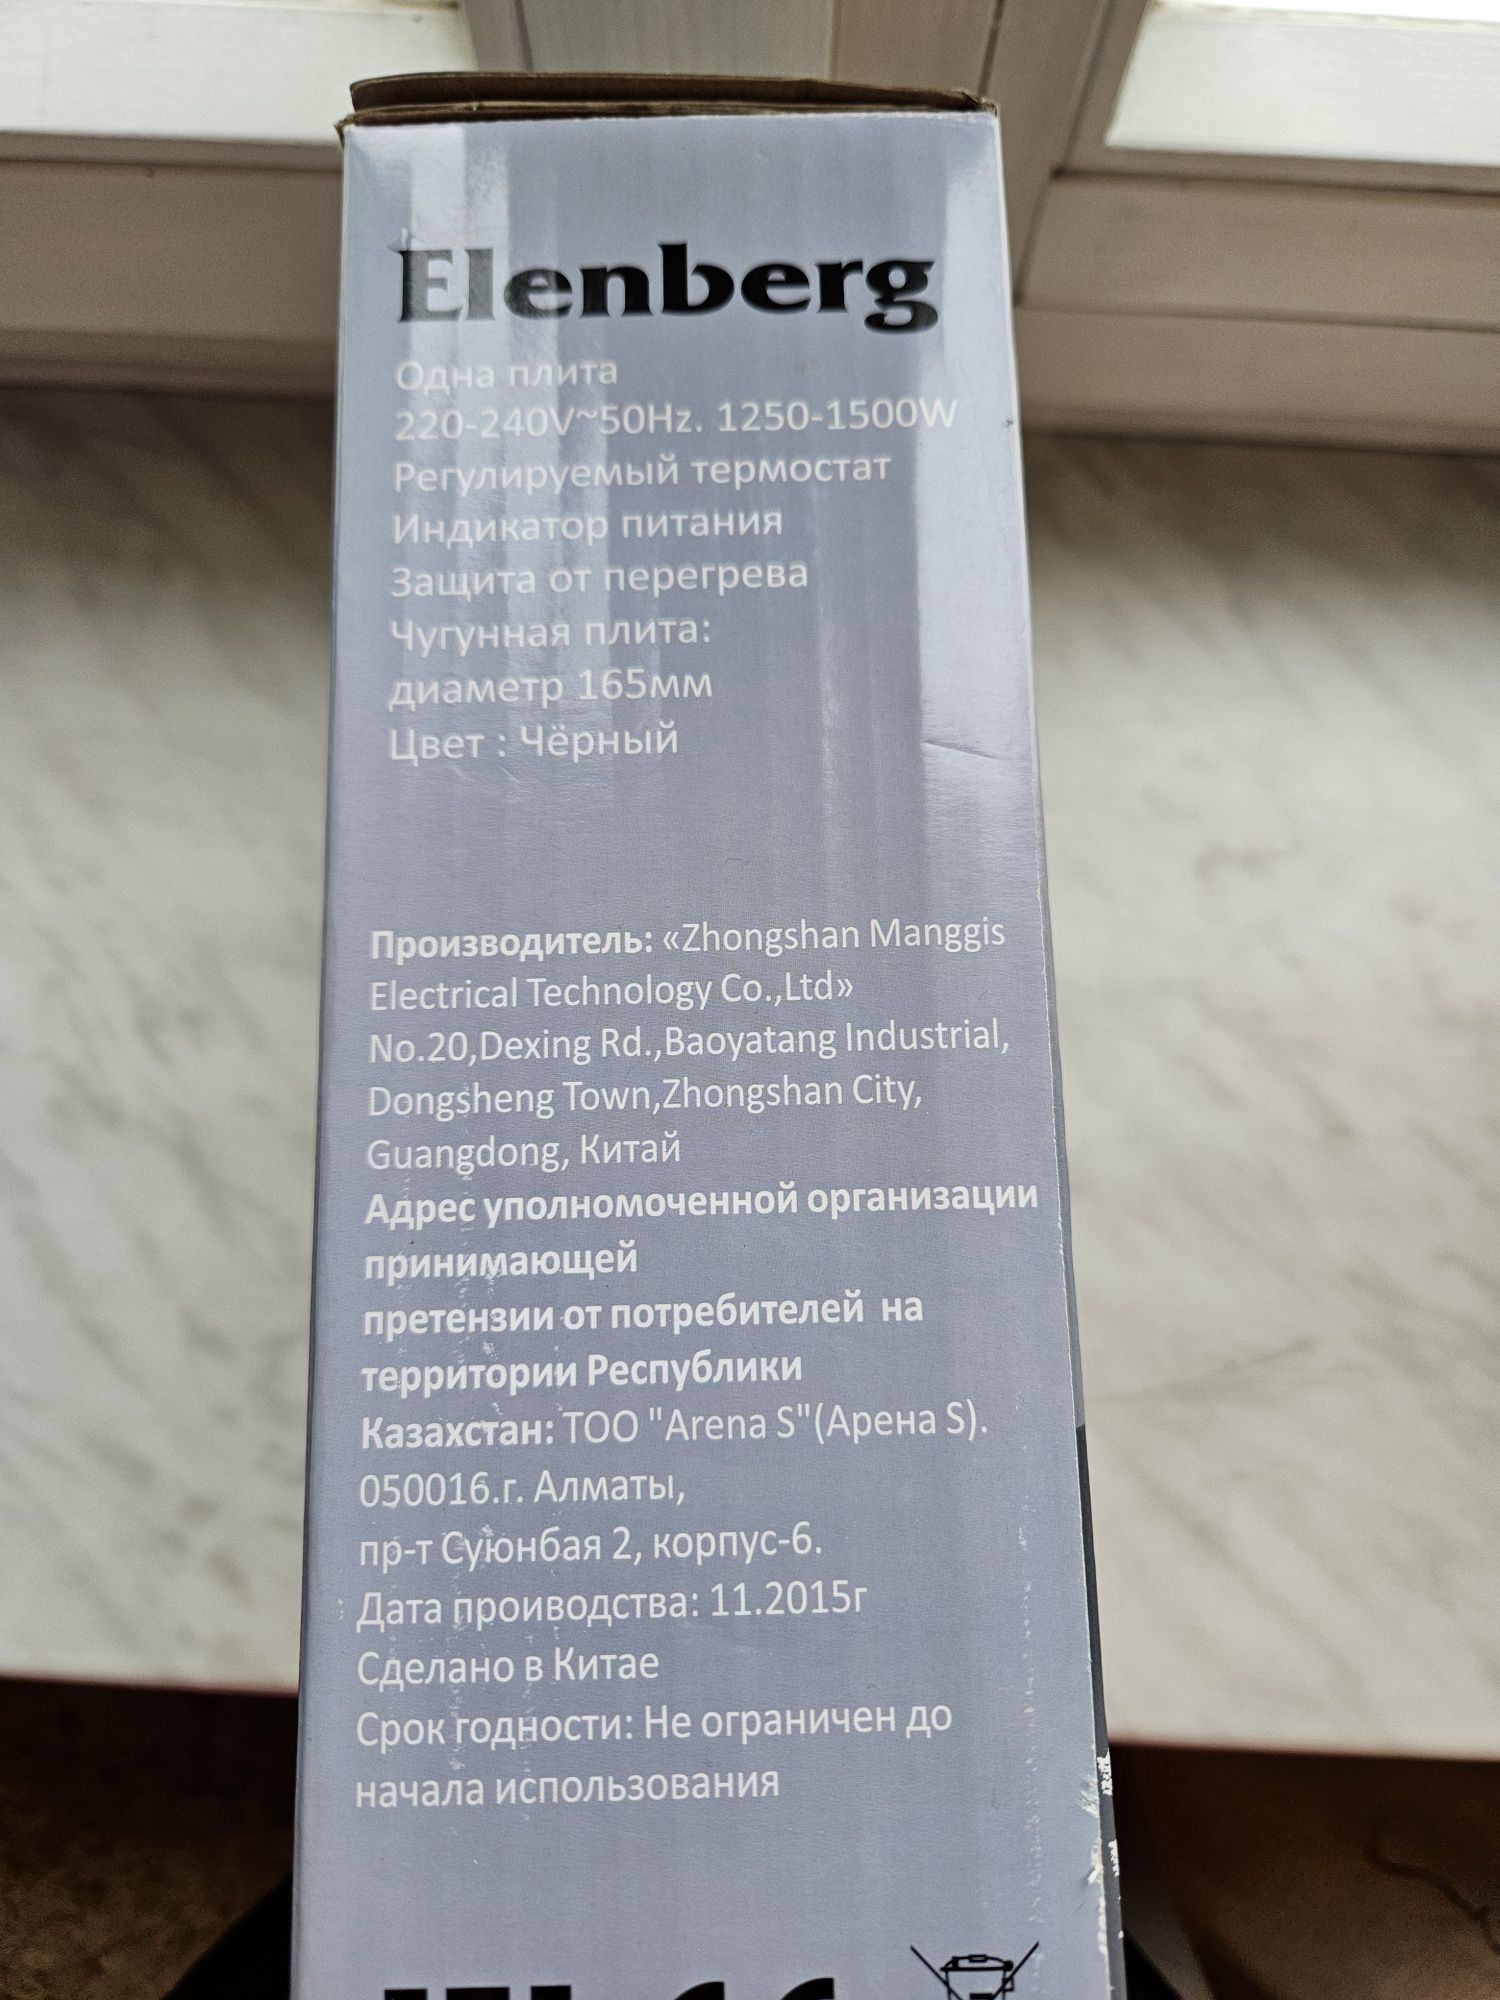 Elenberg
Одна плита
220-240V~50Hz. 1250-1500W
Регулируемый термостат
Индикатор питания
Защита от перегрева
Чугунная плита:
диаметр 165мм
Цвет : Чёрный
Производитель: «Zhongshan Manggis
Electrical Technology Co.,Ltd»
No.20,Dexing Rd.,Baoyatang Industrial,
Dongsheng Town,Zhongshan City,
Guangdong, Китай
Адрес уполномоченной организации
принимающей
претензии от потребителей на
территории Республики
Казахстан: ТОО "Arena S"(Арена S).
050016.г. Алматы,
пр-т Суюнбая 2, корпус-6.
Дата проиводства: 11.2015г
Сделано в Китае
Срок годности: Не ограничен до
начала использования